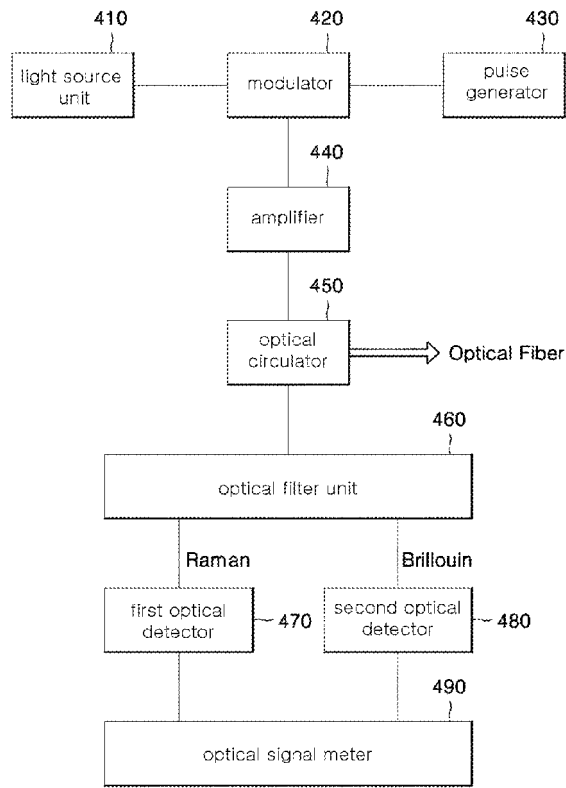 410
420
430
light source
unit
modulator
pulse
generator
440
amplifier
450
optical
circulator
Optical Fiber
460
optical filter unit
Raman
Brillouin
first optical
detector
470
second optical
detector
480
490
optical signal meter